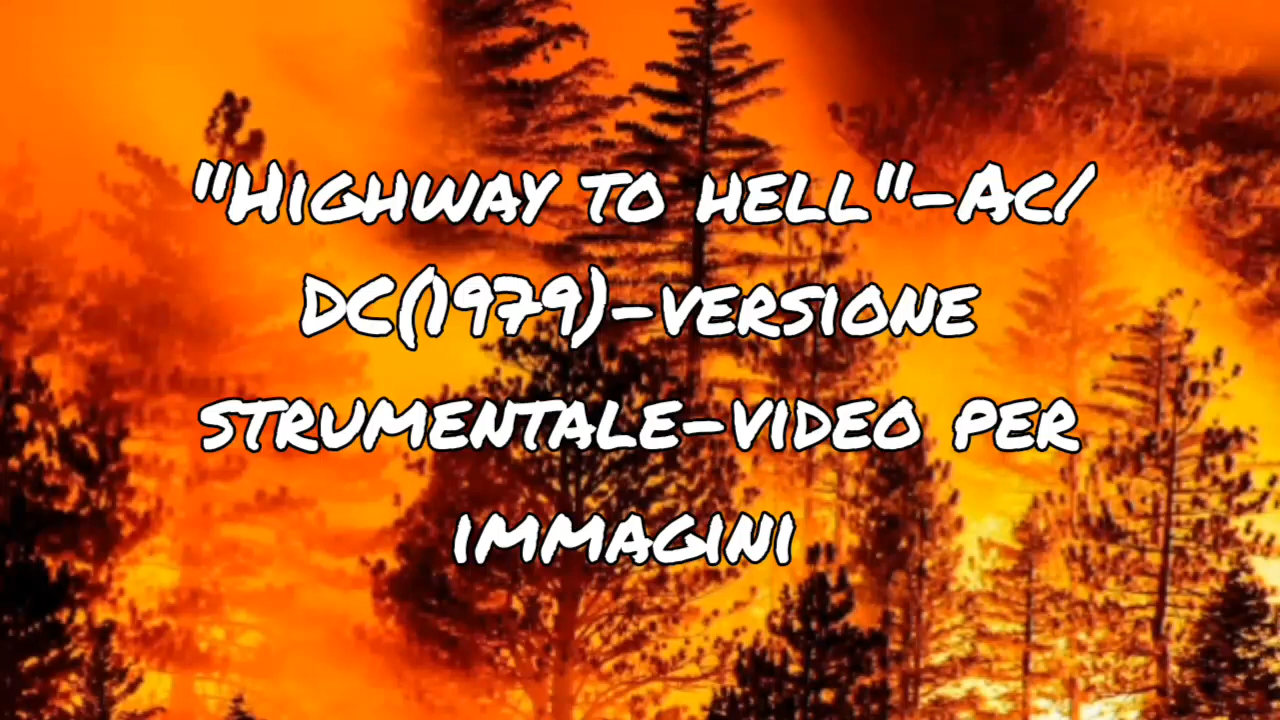 "Highway to hell"-Ac/
DC(1979)-versione
strumentale-video per
immagini